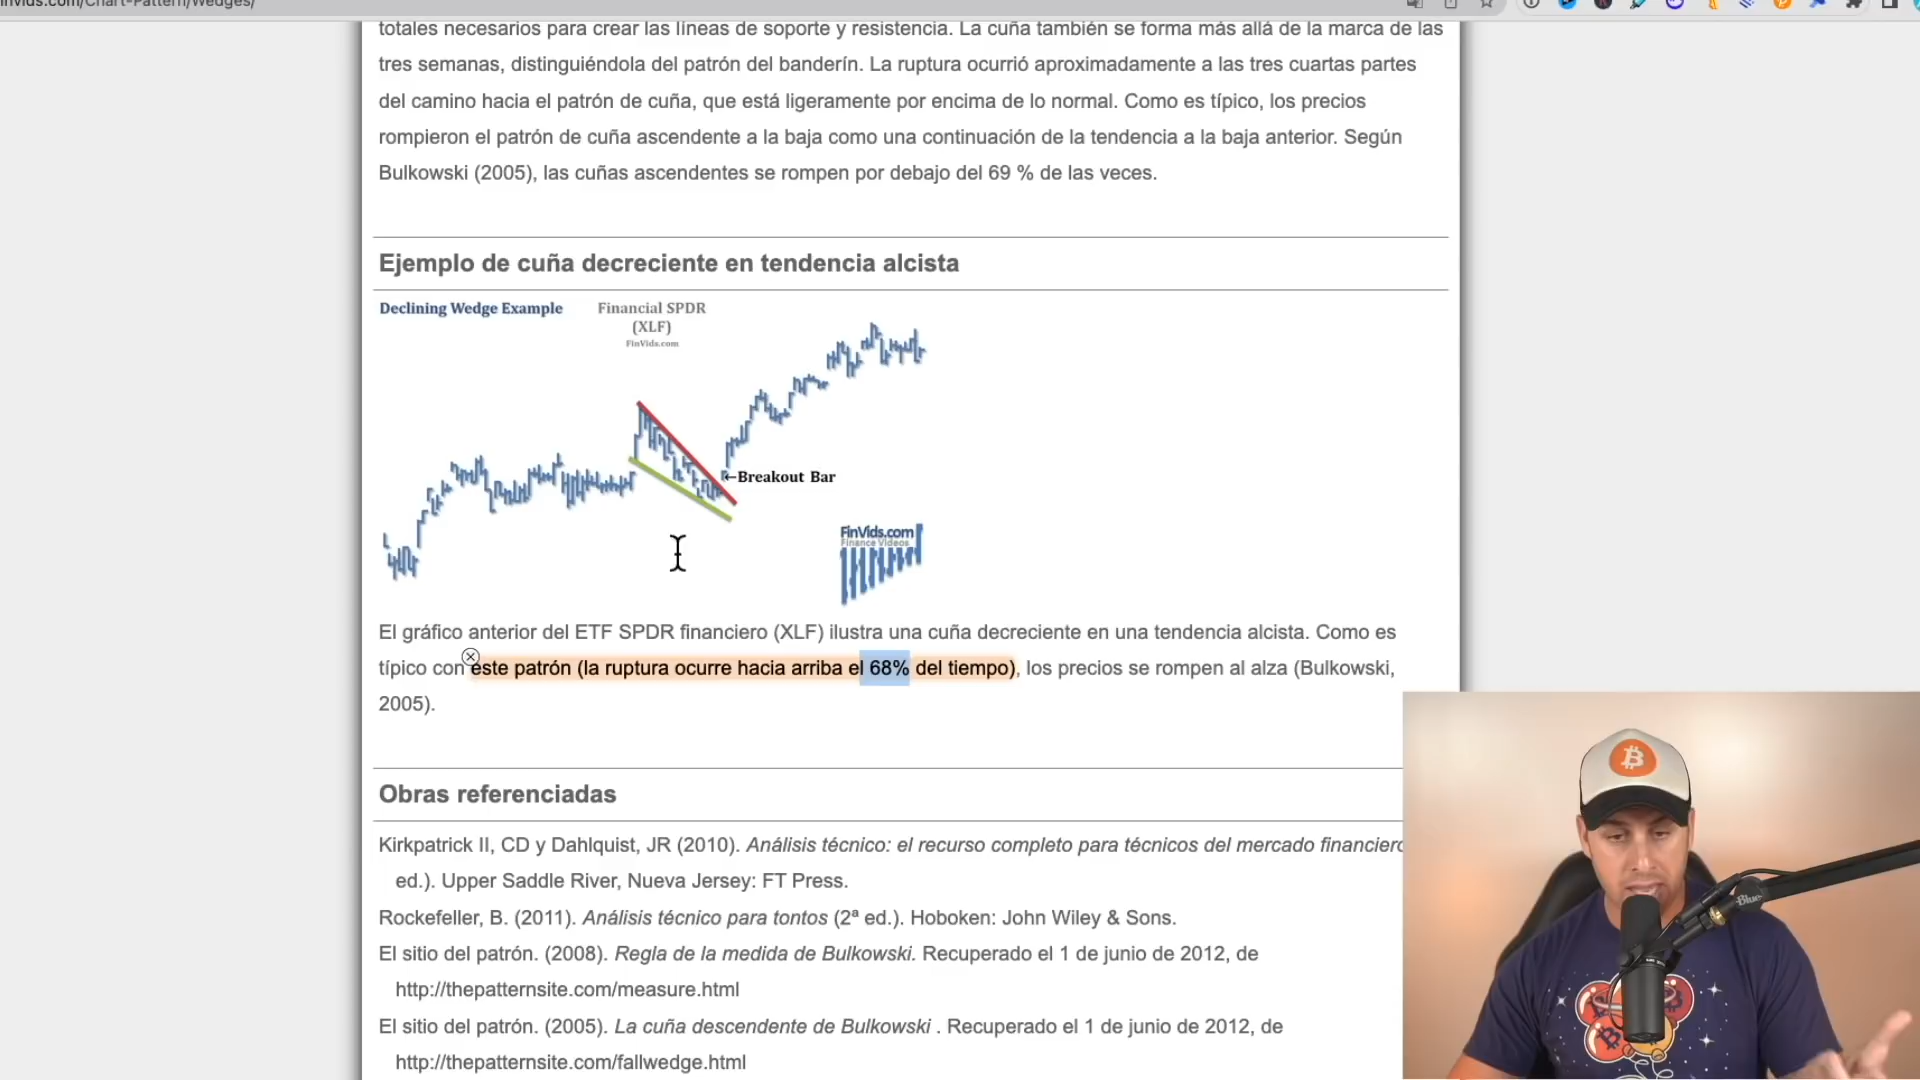 invids.com/Chart-Pattern/Wedges/
totales necesarios para crear las líneas de soporte y resistencia. La cuña también se forma más allá de la marca de las
tres semanas, distinguiéndola del patrón del banderín. La ruptura ocurrió aproximadamente a las tres cuartas partes
del camino hacia el patrón de cuña, que está ligeramente por encima de lo normal. Como es típico, los precios
rompieron el patrón de cuña ascendente a la baja como una continuación de la tendencia a la baja anterior. Según
Bulkowski (2005), las cuñas ascendentes se rompen por debajo del 69 % de las veces.
Ejemplo de cuña decreciente en tendencia alcista
Declining Wedge Example
Financial SPDR
(XLF)
FinVids.com
←Breakout Bar
FinVids.com
Finance Videos
El gráfico anterior del ETF SPDR financiero (XLF) ilustra una cuña decreciente en una tendencia alcista. Como es
típico con este patrón (la ruptura ocurre hacia arriba el 68% del tiempo), los precios se rompen al alza (Bulkowski,
2005).
Obras referenciadas
Kirkpatrick II, CD y Dahlquist, JR (2010). Análisis técnico: el recurso completo para técnicos del mercado financiero
ed.). Upper Saddle River, Nueva Jersey: FT Press.
Rockefeller, B. (2011). Análisis técnico para tontos (2ª ed.). Hoboken: John Wiley & Sons.
El sitio del patrón. (2008). Regla de la medida de Bulkowski. Recuperado el 1 de junio de 2012, de
http://thepatternsite.com/measure.html
El sitio del patrón. (2005). La cuña descendente de Bulkowski . Recuperado el 1 de junio de 2012, de
http://thepatternsite.com/fallwedge.html
Blue